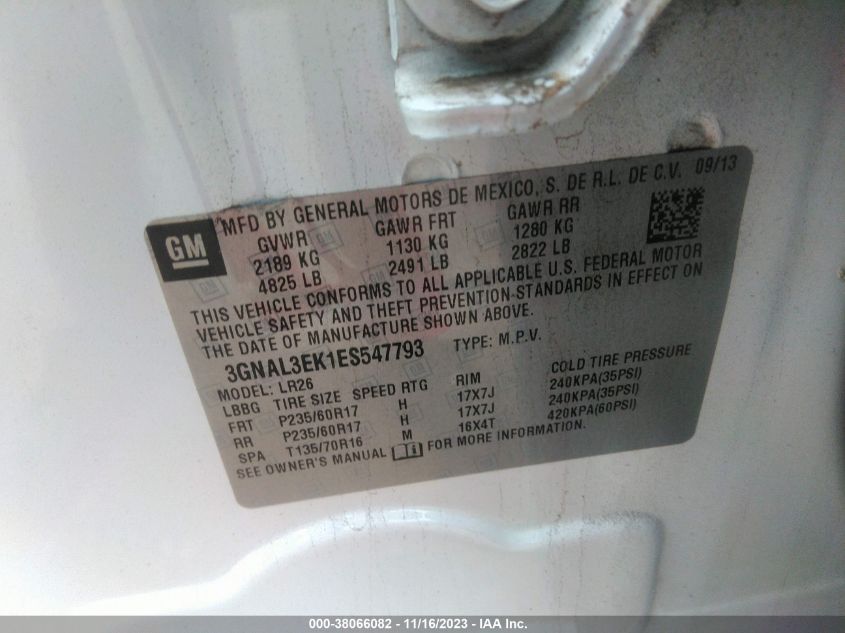 MFD BY GENERAL MOTORS DE MEXICO, S. DE R.L. DE C.V. 09/13
GM
GVWR GAWR FRT GAWR RR
2189 KG 1130 KG 1280 KG
4825 LB 2491 LB 2822 LB
THIS VEHICLE CONFORMS TO ALL APPLICABLE U.S. FEDERAL MOTOR
VEHICLE SAFETY AND THEFT PREVENTION STANDARDS IN EFFECT ON
THE DATE OF MANUFACTURE SHOWN ABOVE.
3GNAL3EK1ES547793 TYPE: M.P.V.
MODEL: LR26
LBBG TIRE SIZE SPEED RTG RIM COLD TIRE PRESSURE
FRT P235/60R17 H 17X7J 240KPA(35PSI)
RR P235/60R17 H 17X7J 240KPA(35PSI)
SPA T135/70R16 M 16X4T 420KPA(60PSI)
SEE OWNER'S MANUAL FOR MORE INFORMATION.
000-38066082 - 11/16/2023 - IAA Inc.